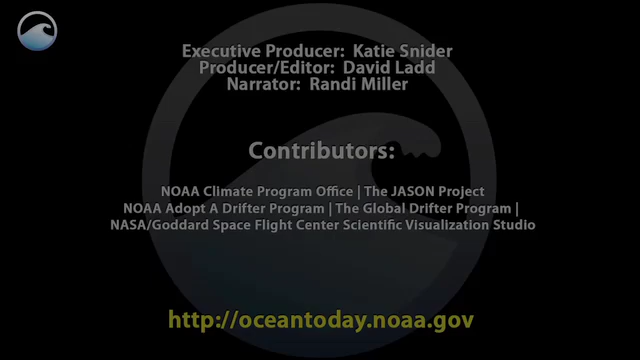 Executive Producer: Katie Snider
Producer/Editor: David Ladd
Narrator: Randi Miller
Contributors:
NOAA Climate Program Office | The JASON Project
NOAA Adopt A Drifter Program | The Global Drifter Program |
NASA/Goddard Space Flight Center Scientific Visualization Studio
http://oceantoday.noaa.gov